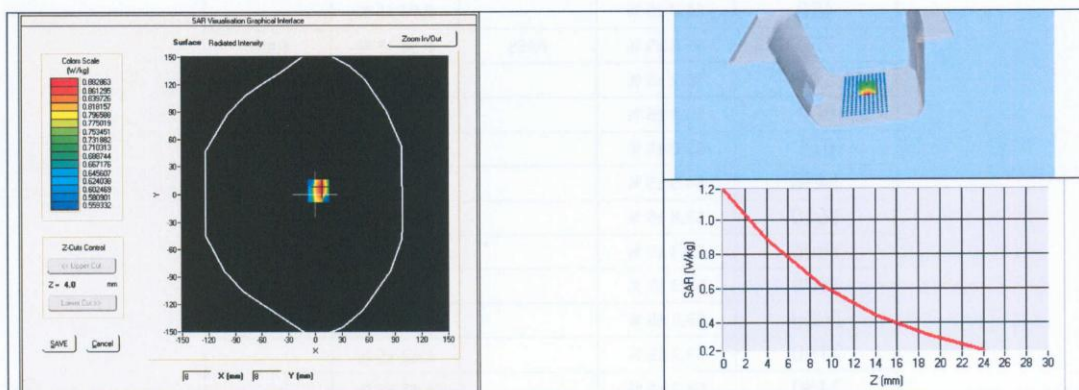 SAR Visualisation Graphical Interface
Surface Radiated Intensity
Zoom In/Out
Colors Scale
(W/kg)
0.882863
0.861295
0.839726
0.818157
0.796588
0.775019
0.753451
0.731882
0.710313
0.688744
0.667176
0.645607
0.624038
0.602469
0.580901
0.559332
Z-Cuts Control
<< Upper Cut
Z = 4.0 mm
Lower Cut >>
SAVE
Cancel
150
120
90
60
30
0
-30
-60
-90
-120
-150
Y
-150 -120 -90 -60 -30 0 30 60 90 120 150
X
X (mm)
Y (mm)
1.2
1.0
0.8
0.6
0.4
0.2
SAR (W/kg)
0 2 4 6 8 10 12 14 16 18 20 22 24 26 28 30
Z (mm)